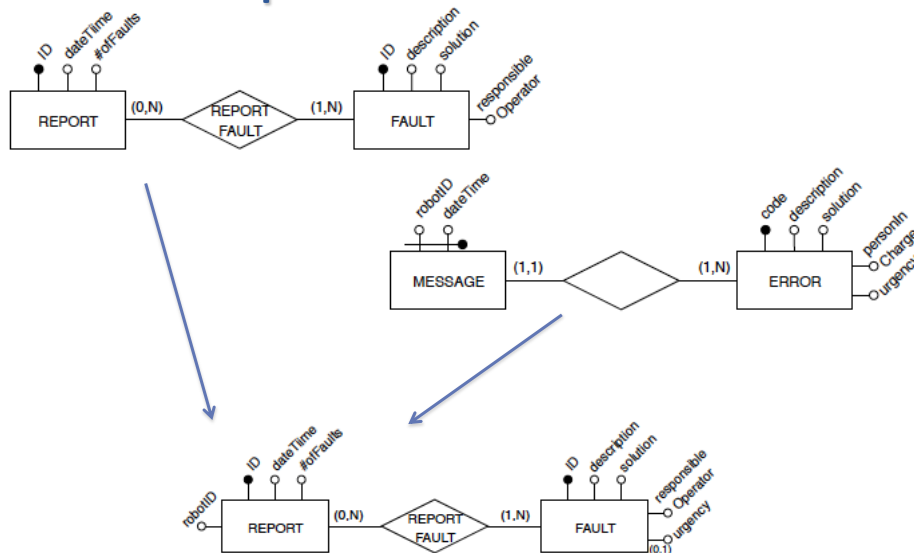 ID
dateTiime
#ofFaults
ID
description
solution
responsible
Operator
REPORT
(0,N)
REPORT
FAULT
(1,N)
FAULT
robotID
dateTime
code
description
solution
personIn
Charge
urgency
MESSAGE
(1,1)
(1,N)
ERROR
robotID
ID
dateTiime
#ofFaults
ID
description
solution
responsible
Operator
urgency
(0,1)
REPORT
(0,N)
REPORT
FAULT
(1,N)
FAULT